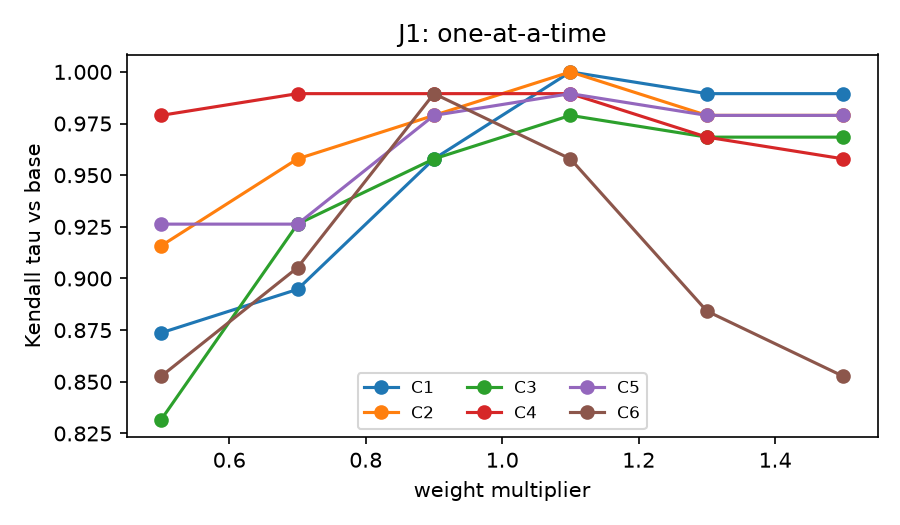 J1: one-at-a-time
Kendall tau vs base
1.000
0.975
0.950
0.925
0.900
0.875
0.850
0.825
C1 C3 C5
C2 C4 C6
0.6 0.8 1.0 1.2 1.4
weight multiplier